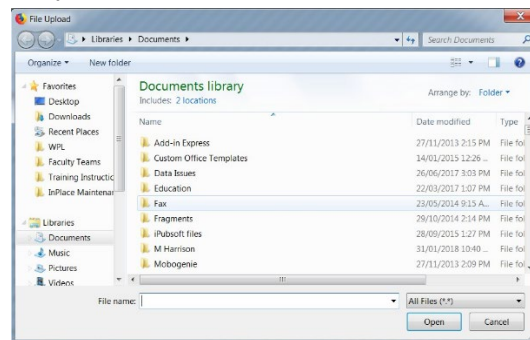 File Upload
Libraries Documents
Search Documents
Organize
New folder
Favorites
Desktop
Downloads
Recent Places
WPL
Faculty Teams
Training Instructic
InPlace Maintenar
Libraries
Documents
Music
Pictures
Videos
Documents library
Includes: 2 locations
Arrange by: Folder
Name Date modified Type
Add-in Express 27/11/2013 2:15 PM File fol
Custom Office Templates 14/01/2015 12:26 ... File fol
Data Issues 26/06/2017 3:03 PM File fol
Education 22/03/2017 1:07 PM File fol
Fax 23/05/2014 9:15 A... File fol
Fragments 29/10/2014 2:14 PM File fol
iPubsoft files 28/09/2015 1:27 PM File fol
M Harrison 31/01/2018 10:40 ... File fol
Mobogenie 27/11/2013 2:09 PM File fol
File name: All Files (*.*)
Open Cancel